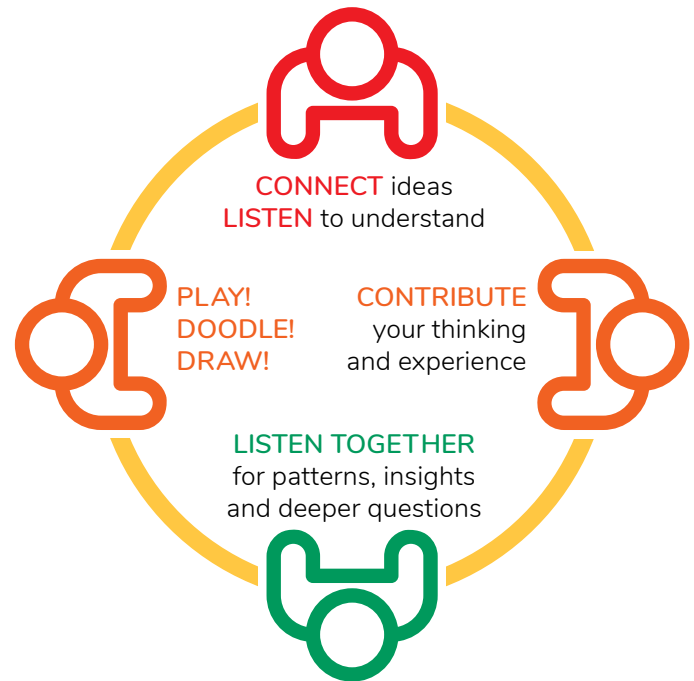 CONNECT ideas
LISTEN to understand
PLAY!
DOODLE!
DRAW!
CONTRIBUTE
your thinking
and experience
LISTEN TOGETHER
for patterns, insights
and deeper questions